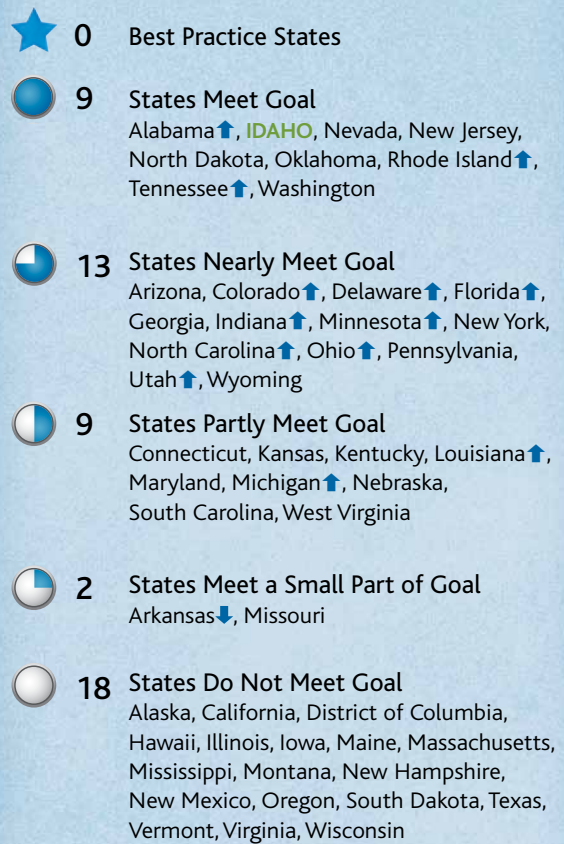 0 Best Practice States
9 States Meet Goal
Alabama⬆, IDAHO, Nevada, New Jersey,
North Dakota, Oklahoma, Rhode Island⬆,
Tennessee⬆, Washington
13 States Nearly Meet Goal
Arizona, Colorado⬆, Delaware⬆, Florida⬆,
Georgia, Indiana⬆, Minnesota⬆, New York,
North Carolina⬆, Ohio⬆, Pennsylvania,
Utah⬆, Wyoming
9 States Partly Meet Goal
Connecticut, Kansas, Kentucky, Louisiana⬆,
Maryland, Michigan⬆, Nebraska,
South Carolina, West Virginia
2 States Meet a Small Part of Goal
Arkansas⬇, Missouri
18 States Do Not Meet Goal
Alaska, California, District of Columbia,
Hawaii, Illinois, Iowa, Maine, Massachusetts,
Mississippi, Montana, New Hampshire,
New Mexico, Oregon, South Dakota, Texas,
Vermont, Virginia, Wisconsin